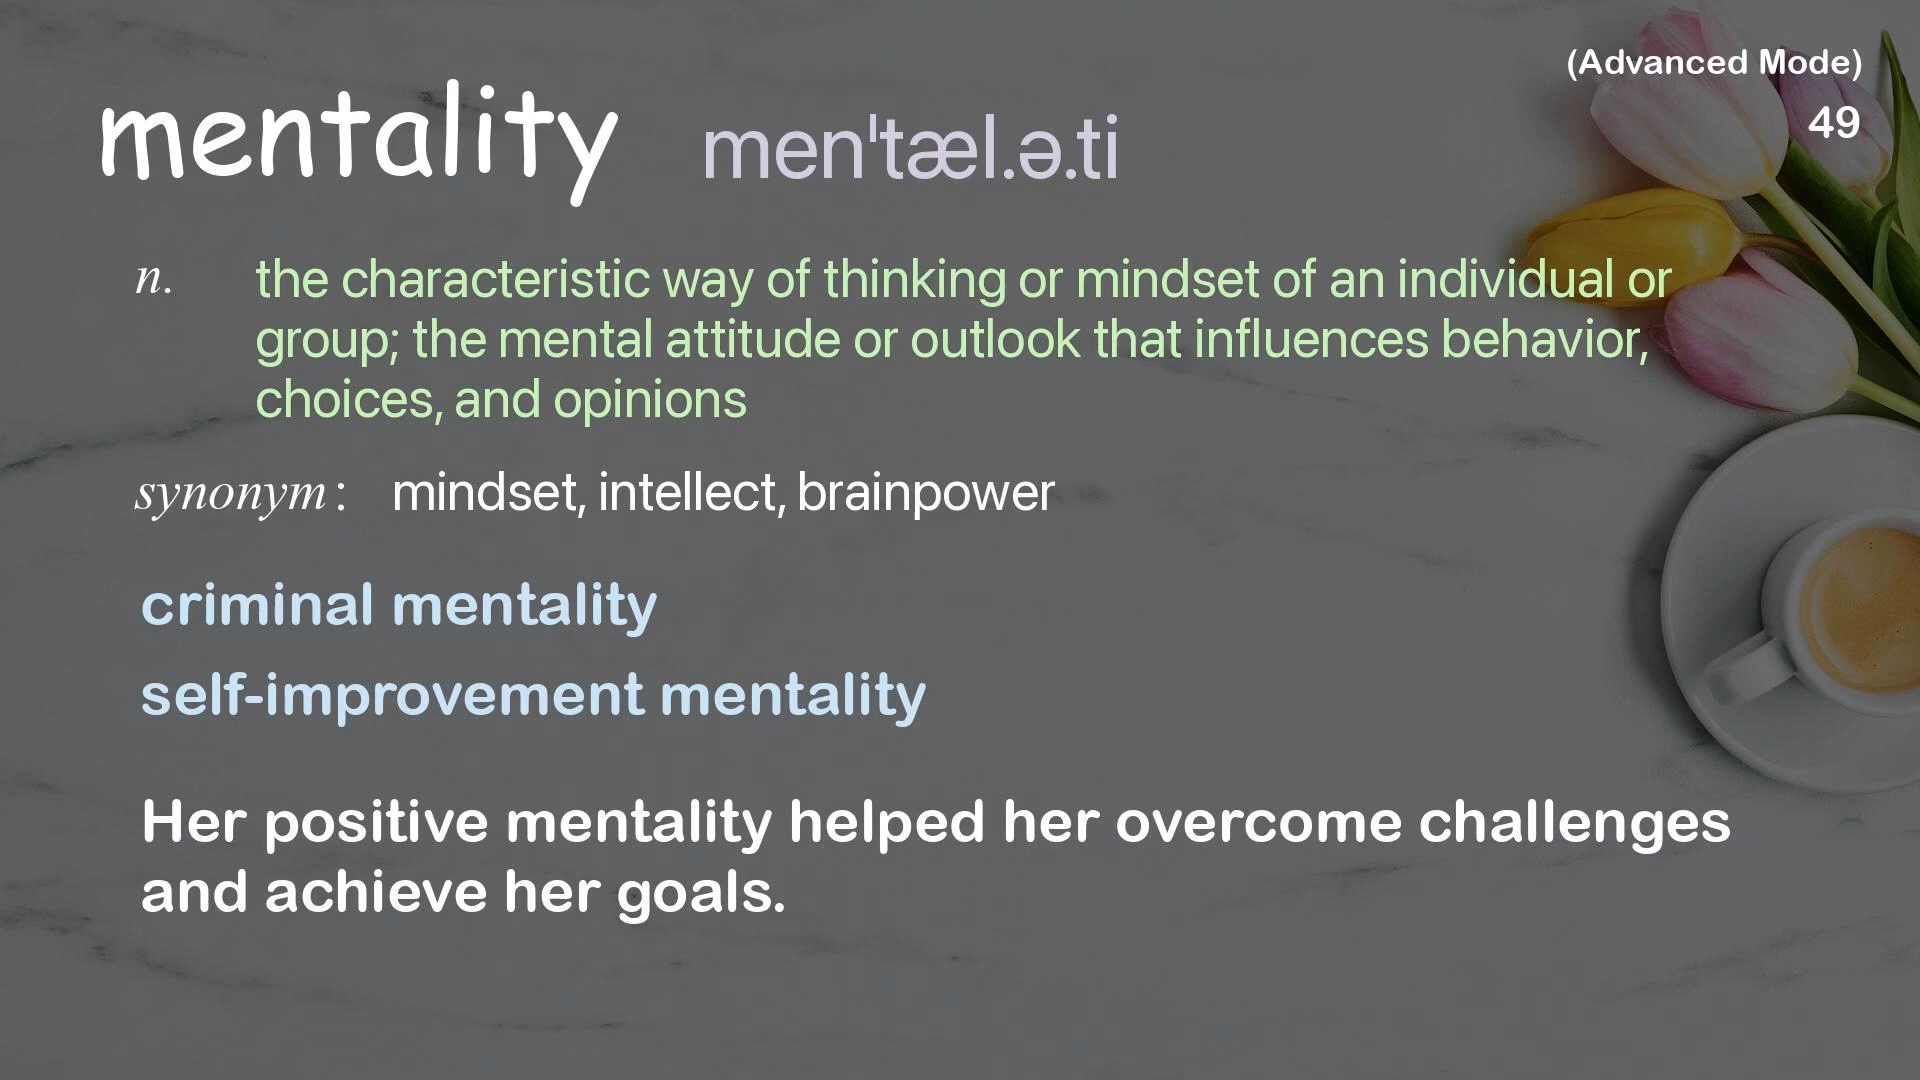 (Advanced Mode)
49
mentality men'tæl.ə.ti
n. the characteristic way of thinking or mindset of an individual or
group; the mental attitude or outlook that influences behavior,
choices, and opinions
synonym: mindset, intellect, brainpower
criminal mentality
self-improvement mentality
Her positive mentality helped her overcome challenges
and achieve her goals.